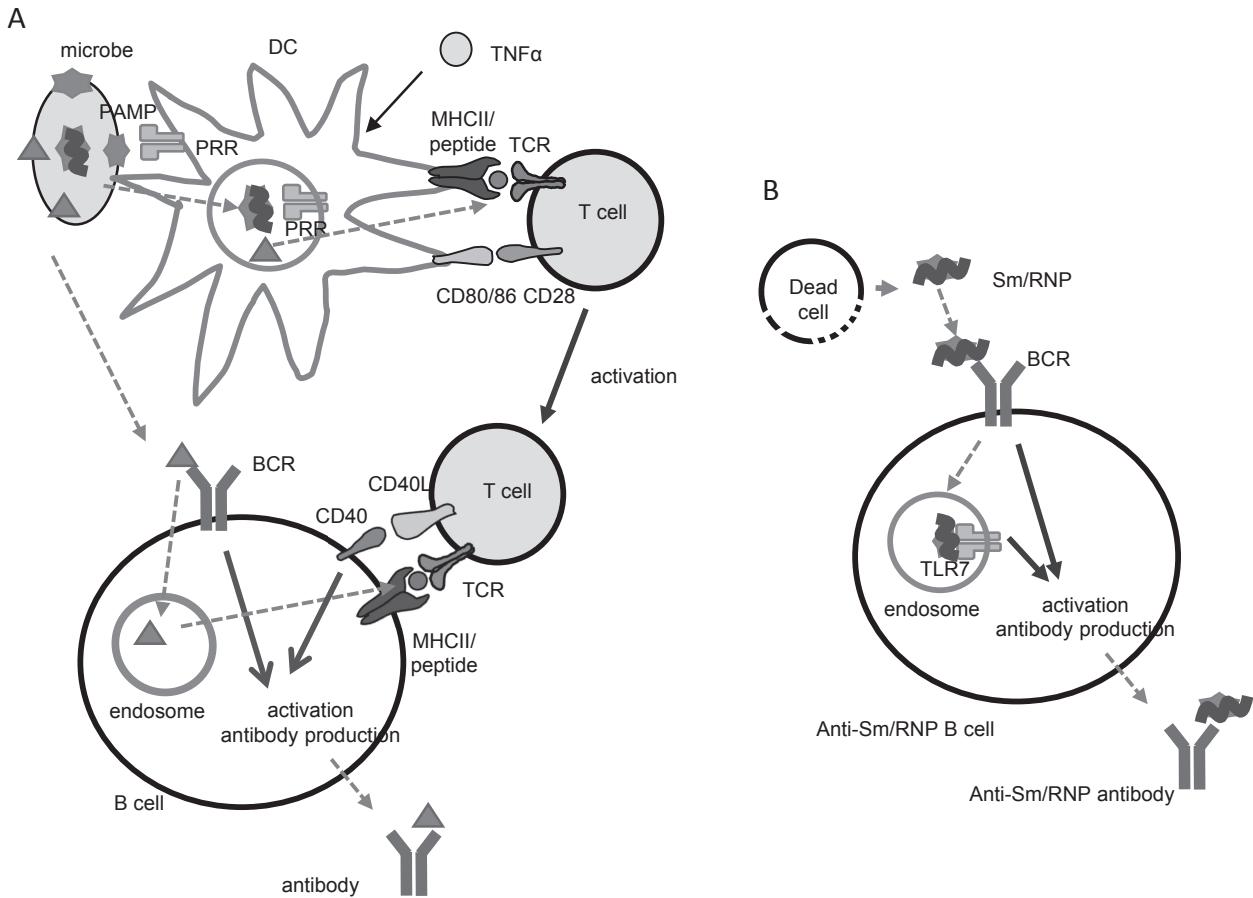 A
microbe
DC
TNFα
PAMP
PRR
MHCII/
peptide
TCR
PRR
T cell
CD80/86 CD28
activation
BCR
CD40L
T cell
CD40
TCR
MHCII/
peptide
endosome
activation
antibody production
B cell
antibody
B
Dead
cell
Sm/RNP
BCR
TLR7
endosome
activation
antibody production
Anti-Sm/RNP B cell
Anti-Sm/RNP antibody